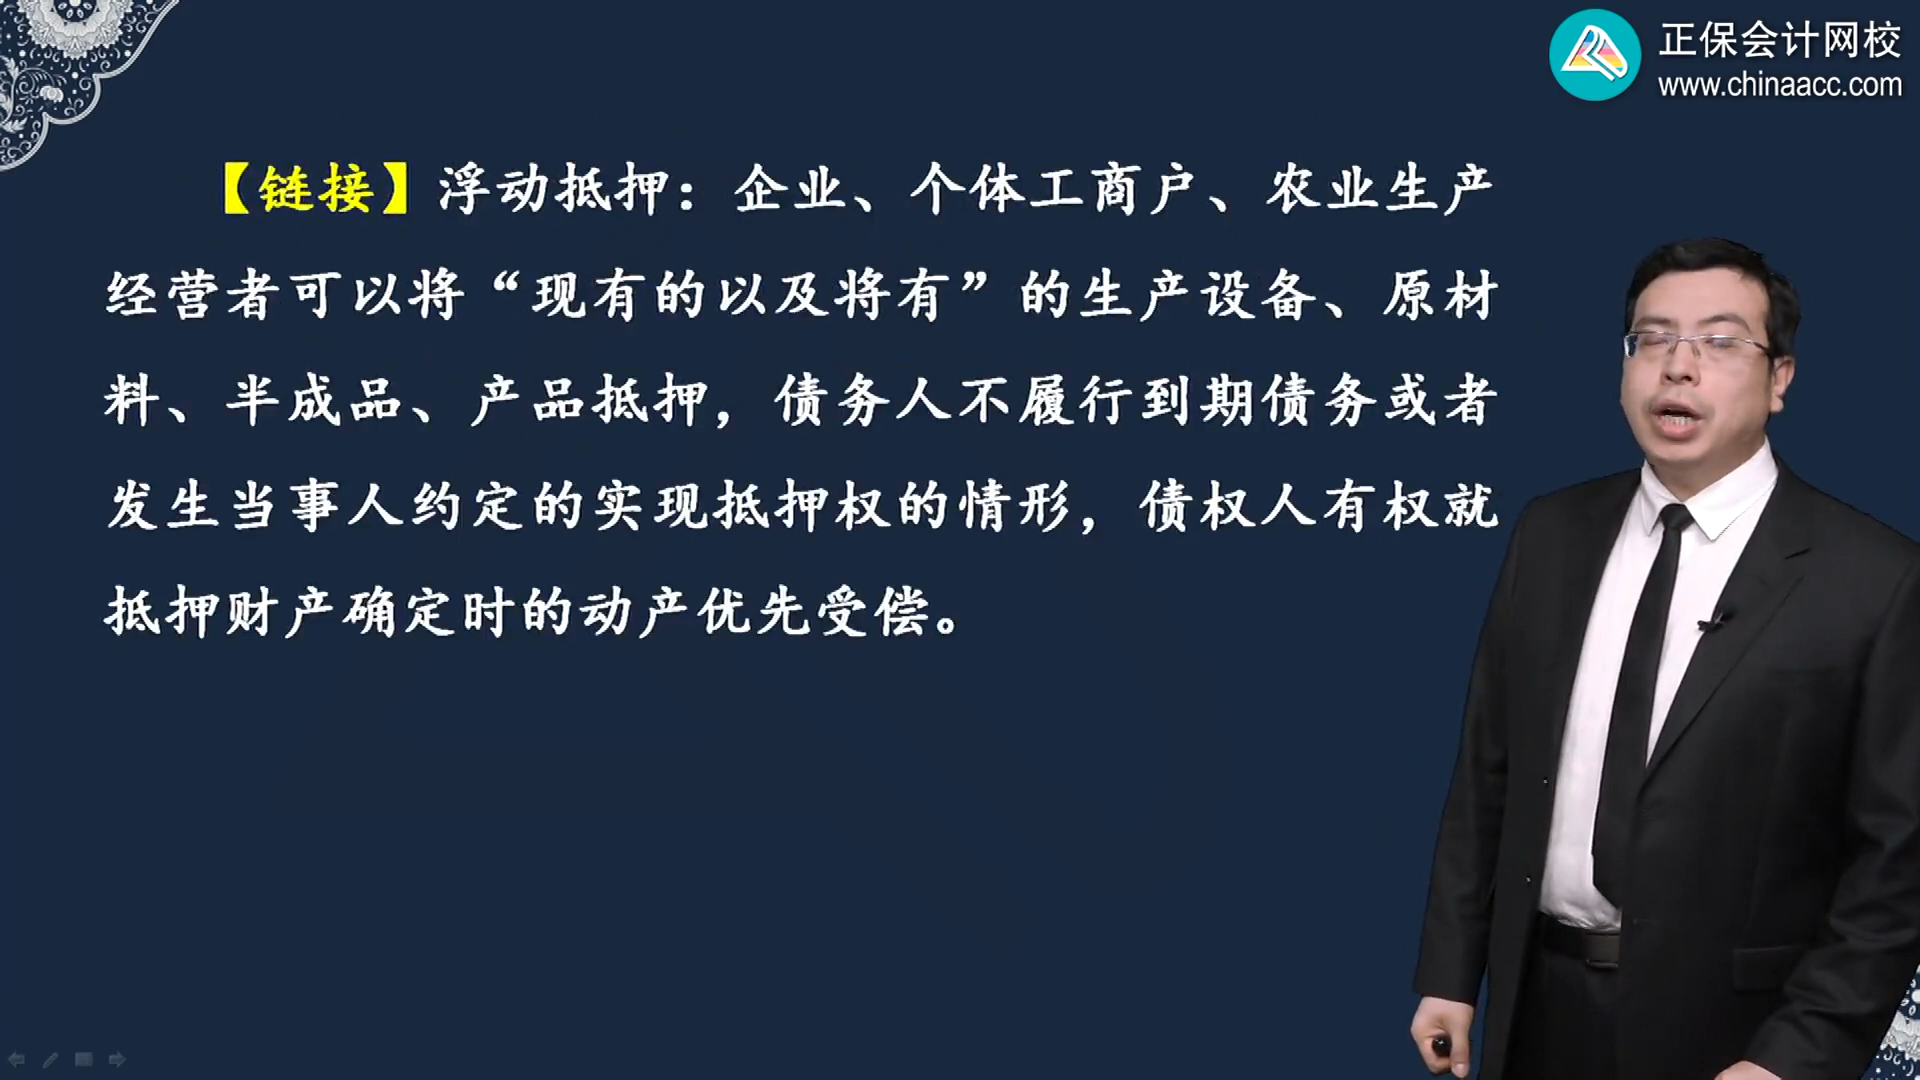 正保会计网校
www.chinaacc.com
【链接】浮动抵押：企业、个体工商户、农业生产
经营者可以将“现有的以及将有”的生产设备、原材
料、半成品、产品抵押，债务人不履行到期债务或者
发生当事人约定的实现抵押权的情形，债权人有权就
抵押财产确定时的动产优先受偿。